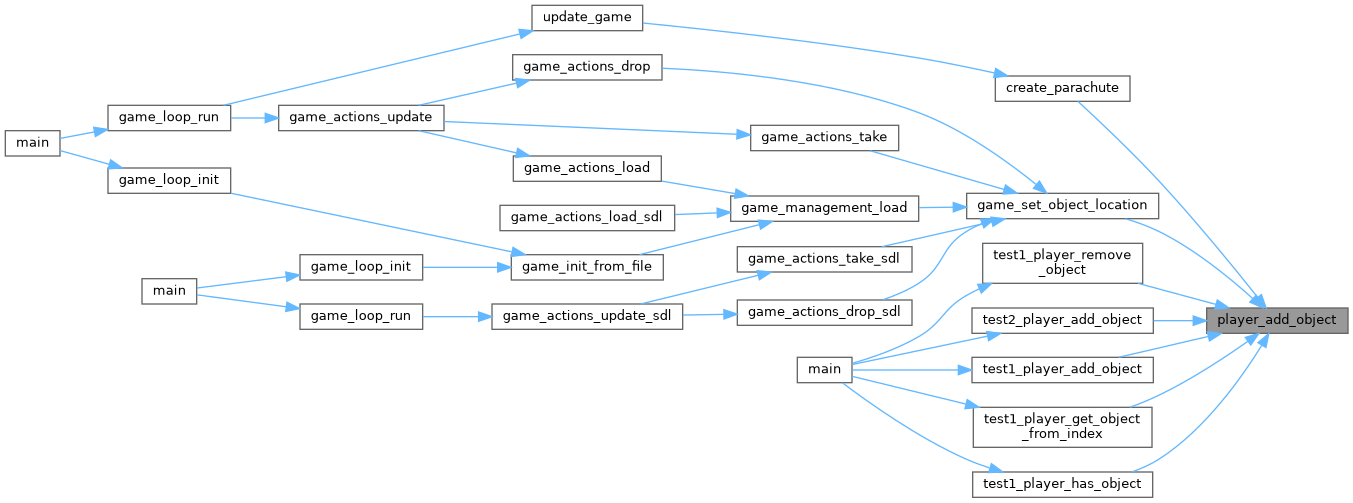 update_game
game_actions_drop
create_parachute
game_loop_run
game_actions_update
game_actions_take
main
game_actions_load
game_loop_init
game_management_load
game_set_object_location
game_actions_load_sdl
test1_player_remove
_object
game_actions_take_sdl
game_loop_init
game_init_from_file
main
game_loop_run
game_actions_update_sdl
game_actions_drop_sdl
test2_player_add_object
player_add_object
main
test1_player_add_object
test1_player_get_object
_from_index
test1_player_has_object